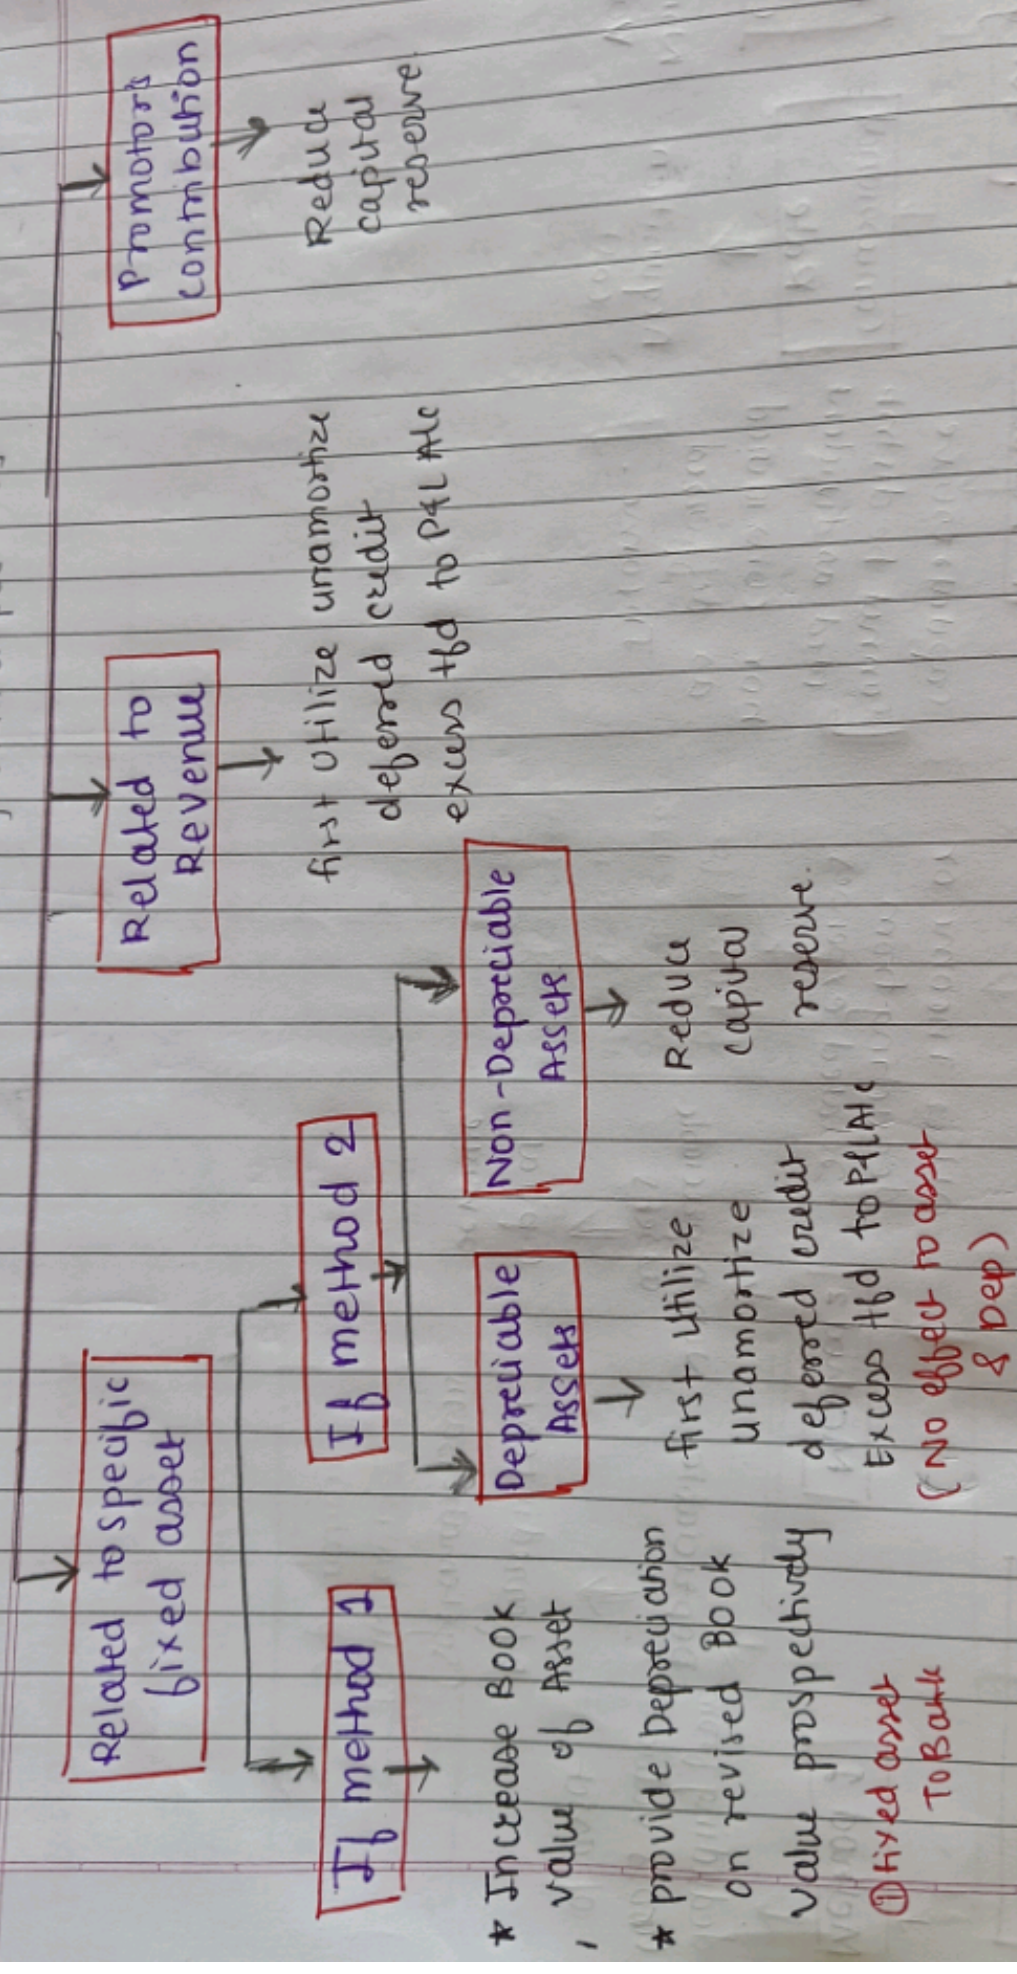 Related to specific
fixed asset
If method 1
* Increase Book
value of Asset
* provide Depreciation
on revised Book
value prospectively
① Fixed asset
To Bank
If method 2
Depreciable
Assets
first utilize
unamortize
deferred credit
Excess tfd to P&L A/c
(No effect to asset
& Dep)
Non-Depreciable
Assets
Reduce
capital
reserve.
Related to
Revenue
first utilize unamortize
deferred credit
excess tfd to P&L A/c
Promotors
contribution
Reduce
capital
reserve.